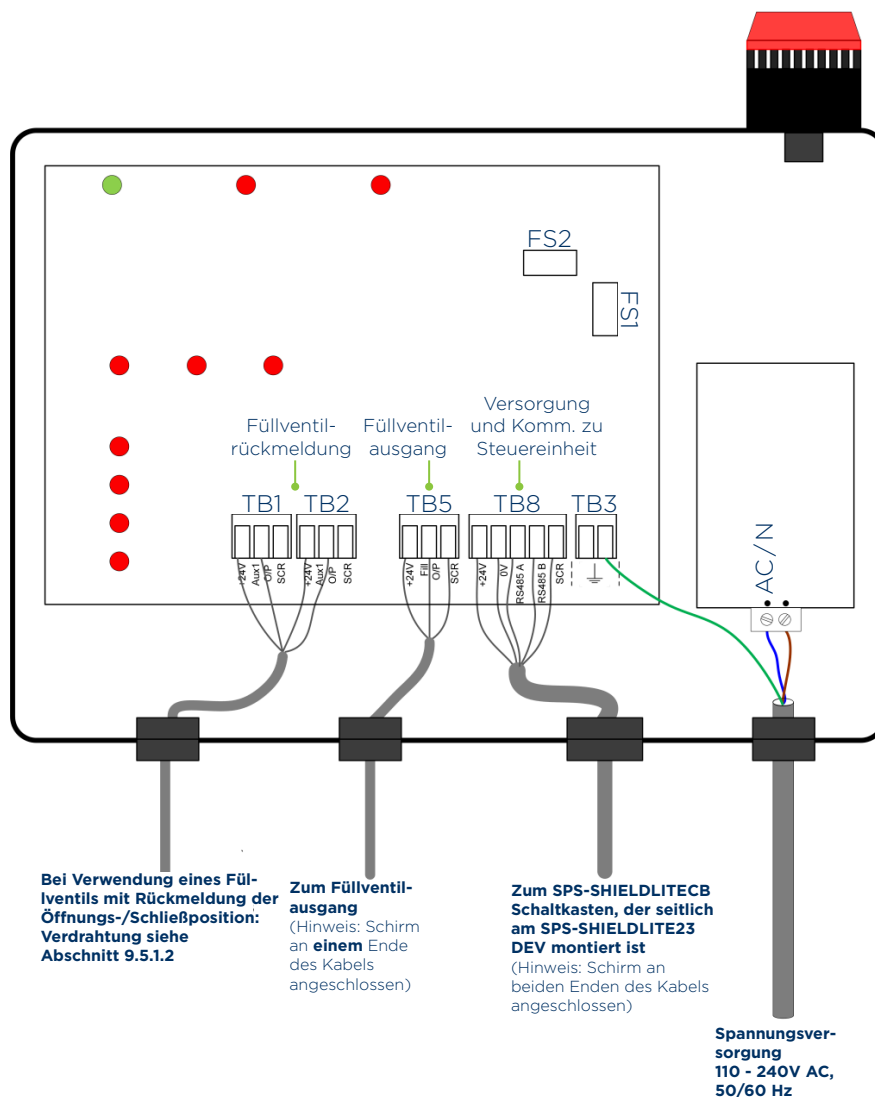 FS2
FS1
Füllventil-
rückmeldung
Füllventil-
ausgang
Versorgung
und Komm. zu
Steuereinheit
TB1
TB2
TB5
TB8
TB3
AC/N
+24V
Aux1
O/P
SCR
+24V
Aux1
O/P
SCR
+24V
Fill
O/P
SCR
+24V
0V
RS485 A
RS485 B
SCR
Bei Verwendung eines Fül-
lventils mit Rückmeldung der
Öffnungs-/Schließposition:
Verdrahtung siehe
Abschnitt 9.5.1.2
Zum Füllventil-
ausgang
(Hinweis: Schirm
an einem Ende
des Kabels
angeschlossen)
Zum SPS-SHIELDLITECB
Schaltkasten, der seitlich
am SPS-SHIELDLITE23
DEV montiert ist
(Hinweis: Schirm an
beiden Enden des Kabels
angeschlossen)
Spannungsver-
sorgung
110 - 240V AC,
50/60 Hz